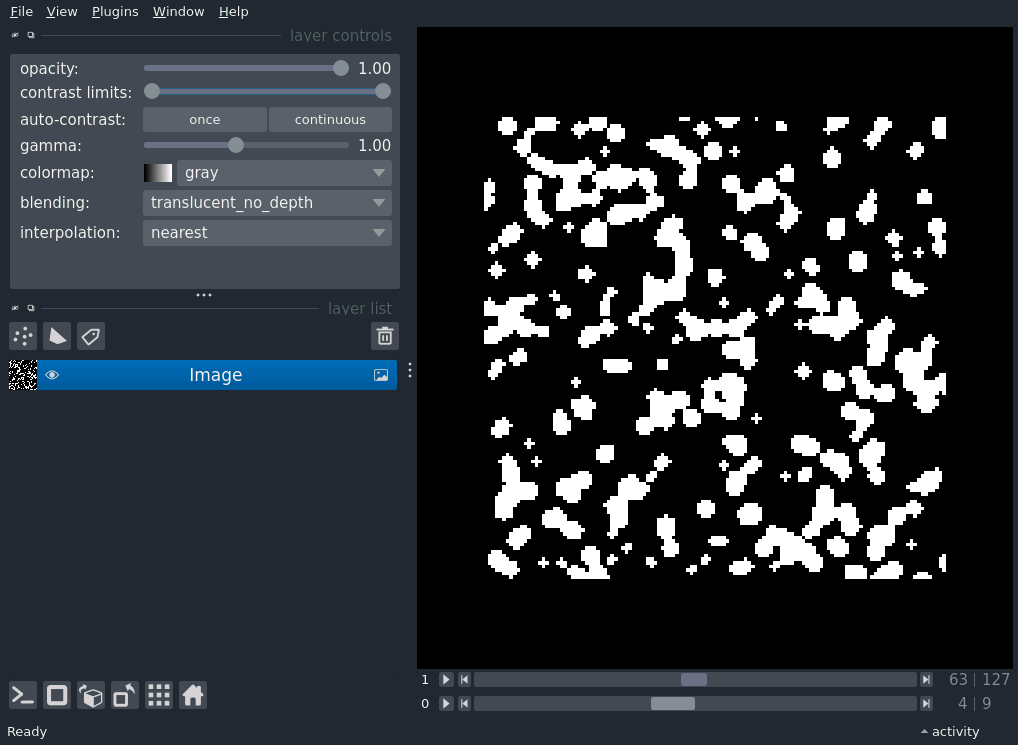 File View Plugins Window Help
layer controls
opacity: 1.00
contrast limits:
auto-contrast: once continuous
gamma: 1.00
colormap: gray
blending: translucent_no_depth
interpolation: nearest
layer list
Image
1 63 | 127
0 4 | 9
Ready activity